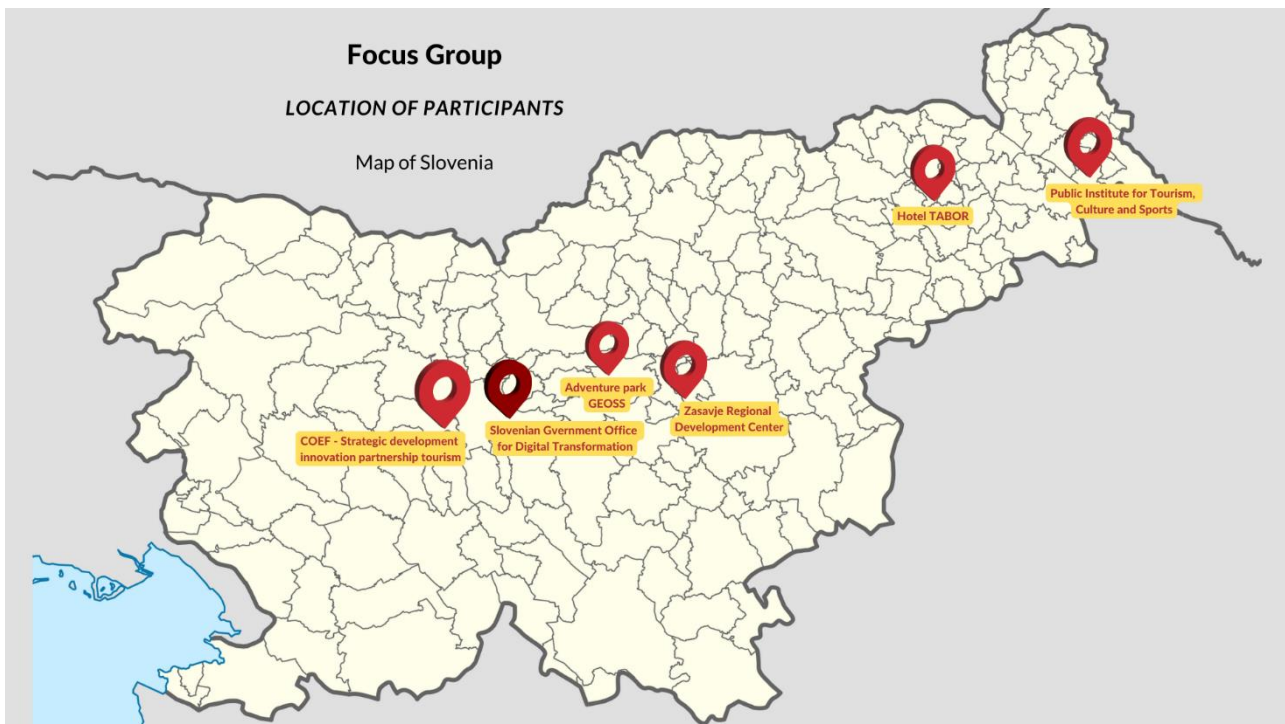 Focus Group
LOCATION OF PARTICIPANTS
Map of Slovenia
Public Institute for Tourism,
Culture and Sports
Hotel TABOR
Adventure park
GEOSS
Zasavje Regional
Development Center
Slovenian Gvernment Office
for Digital Transformation
COEF - Strategic development
innovation partnership tourism